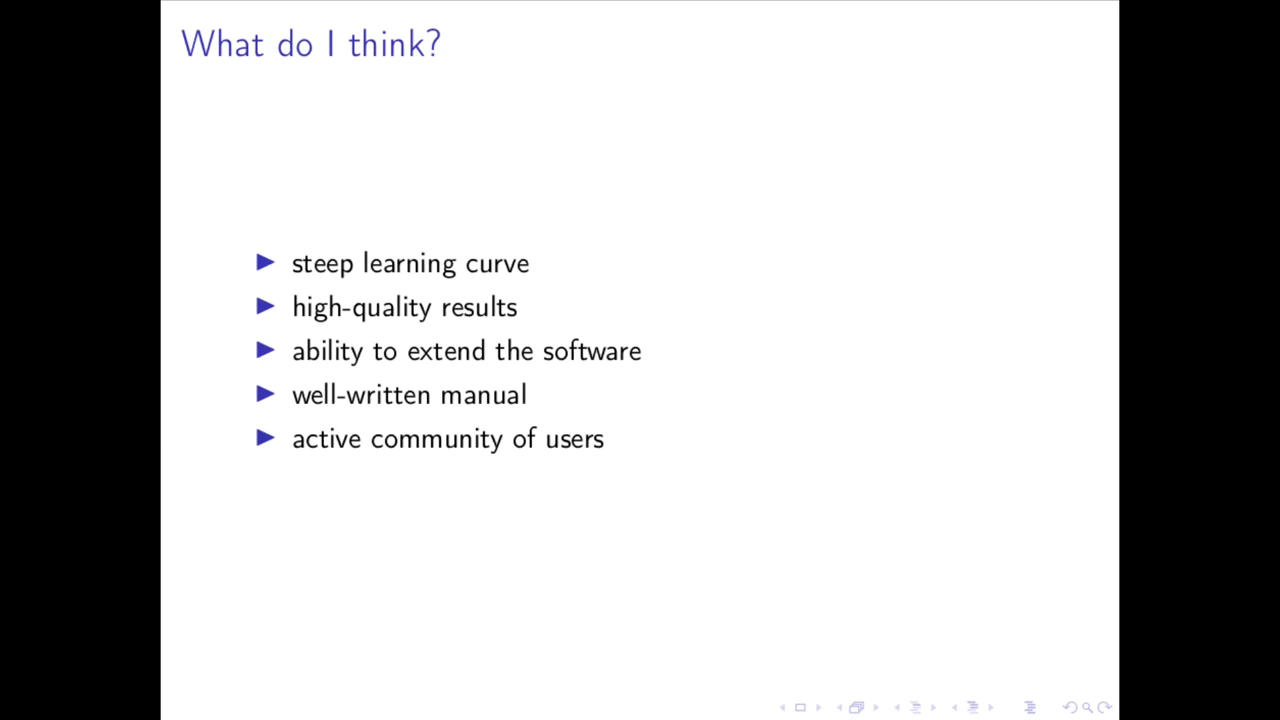 What do I think?
steep learning curve
high-quality results
ability to extend the software
well-written manual
active community of users